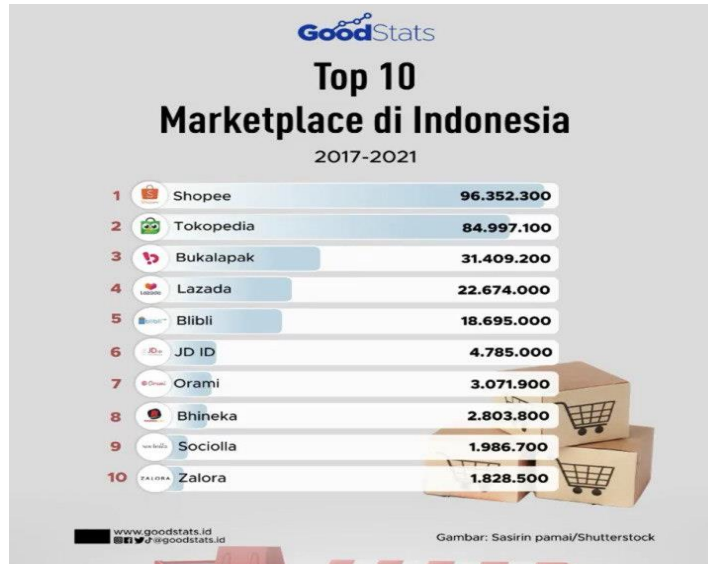 GoodStats
Top 10
Marketplace di Indonesia
2017-2021
1 Shopee 96.352.300
2 Tokopedia 84.997.100
3 Bukalapak 31.409.200
4 Lazada 22.674.000
5 Blibli 18.695.000
6 JD ID 4.785.000
7 Orami 3.071.900
8 Bhineka 2.803.800
9 Sociolla 1.986.700
10 ZALORA Zalora 1.828.500
www.goodstats.id
@goodstats.id
Gambar: Sasirin pamai/Shutterstock